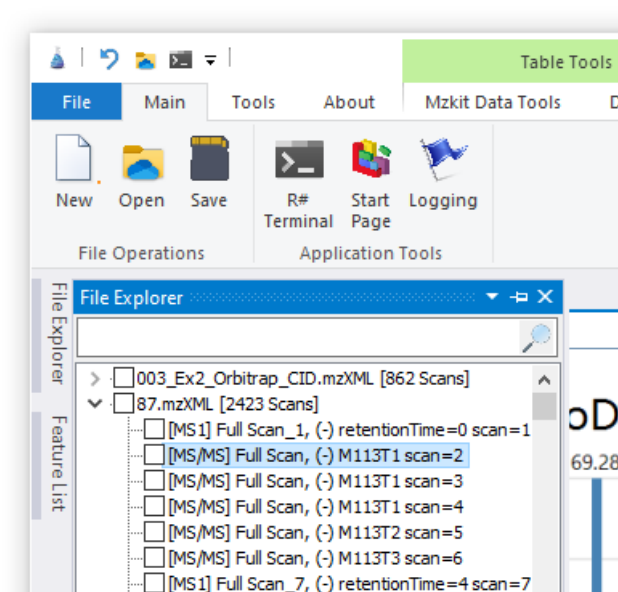 Table Tools
File Main Tools About Mzkit Data Tools D
New Open Save R# Terminal Start Page Logging
File Operations Application Tools
File Explorer
Feature List
File Explorer
003_Ex2_Orbitrap_CID.mzXML [862 Scans]
87.mzXML [2423 Scans]
[MS1] Full Scan_1, (-) retentionTime=0 scan=1
[MS/MS] Full Scan, (-) M113T1 scan=2
[MS/MS] Full Scan, (-) M113T1 scan=3
[MS/MS] Full Scan, (-) M113T1 scan=4
[MS/MS] Full Scan, (-) M113T2 scan=5
[MS/MS] Full Scan, (-) M113T3 scan=6
[MS1] Full Scan_7, (-) retentionTime=4 scan=7
69.28